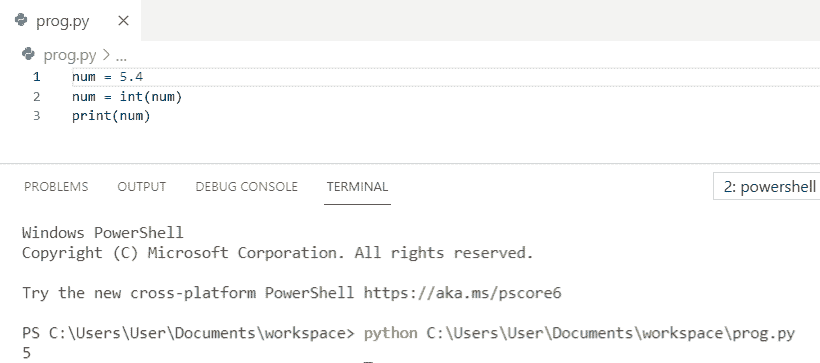 prog.py
prog.py > ...
1 num = 5.4
2 num = int(num)
3 print(num)
PROBLEMS OUTPUT DEBUG CONSOLE TERMINAL 2: powershell
Windows PowerShell
Copyright (C) Microsoft Corporation. All rights reserved.
Try the new cross-platform PowerShell https://aka.ms/pscore6
PS C:\Users\User\Documents\workspace> python C:\Users\User\Documents\workspace\prog.py
5